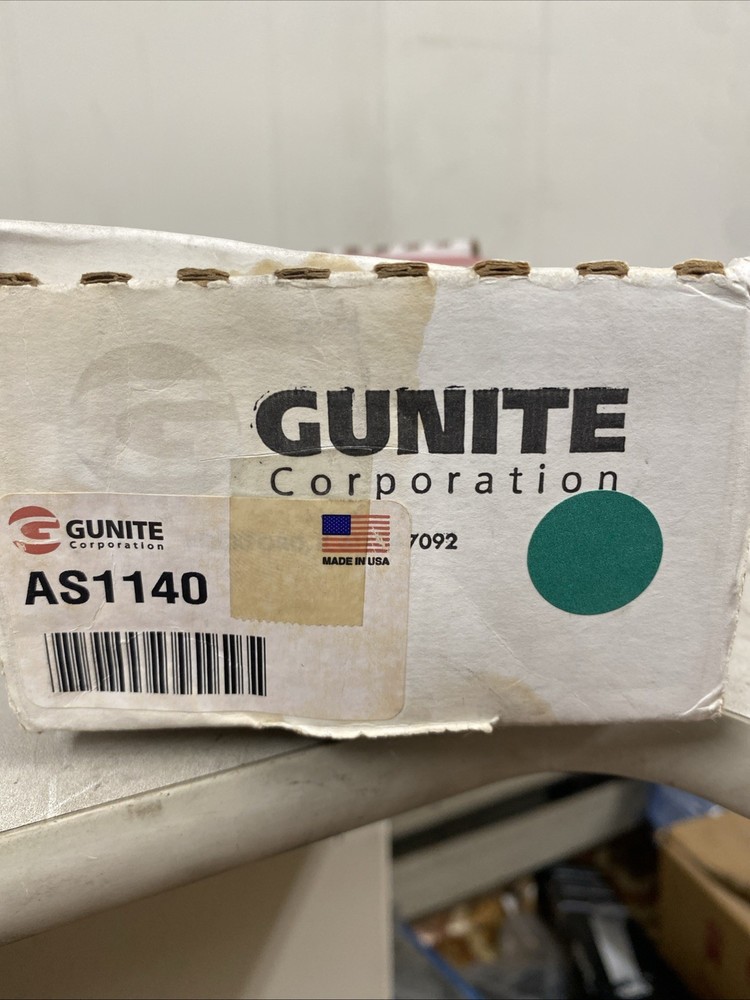 GUNITE
Corporation
7092
GUNITE
Corporation
MADE IN USA
AS1140